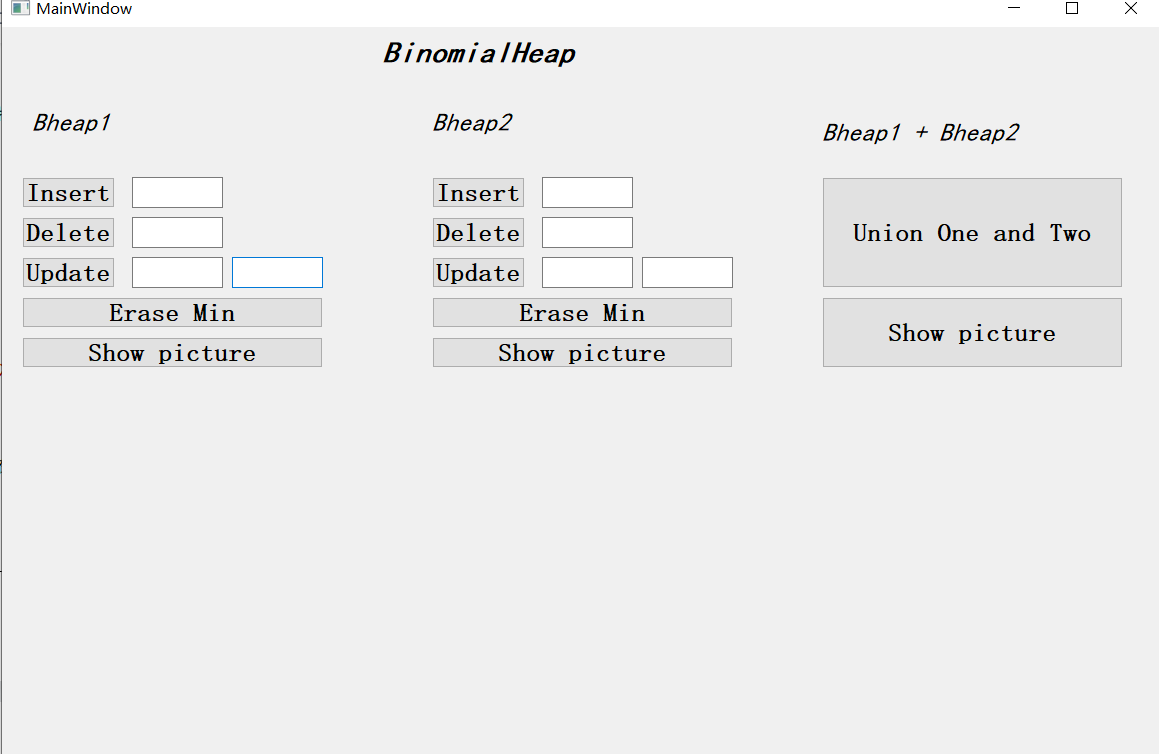 MainWindow
BinomialHeap
Bheap1
Bheap2
Bheap1 + Bheap2
Insert
Delete
Update
Erase Min
Show picture
Insert
Delete
Update
Erase Min
Show picture
Union One and Two
Show picture